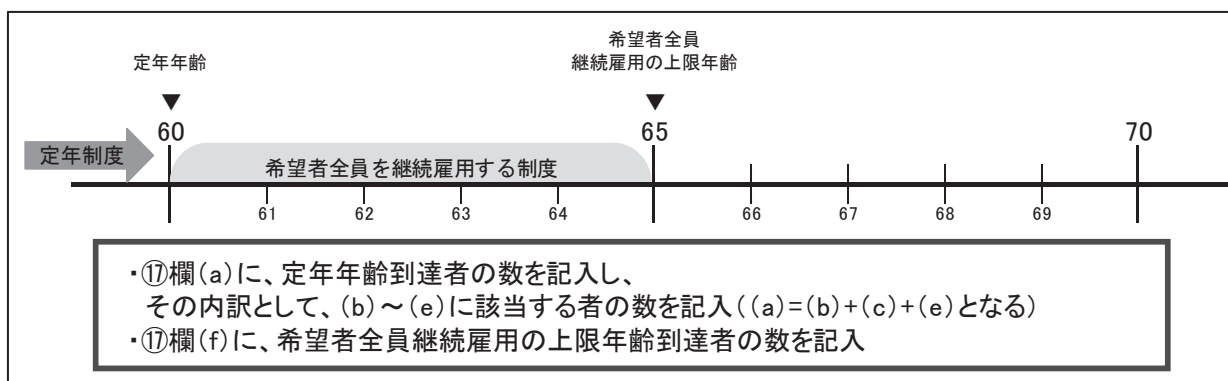 希望者全員
定年年齢
継続雇用の上限年齢
▼
▼
60
65
70
定年制度
希望者全員を継続雇用する制度
61
62
63
64
66
67
68
69
・⑰欄(a)に、定年年齢到達者の数を記入し、
その内訳として、(b)~(e)に該当する者の数を記入((a)=(b)+(c)+(e)となる)
・⑰欄(f)に、希望者全員継続雇用の上限年齢到達者の数を記入